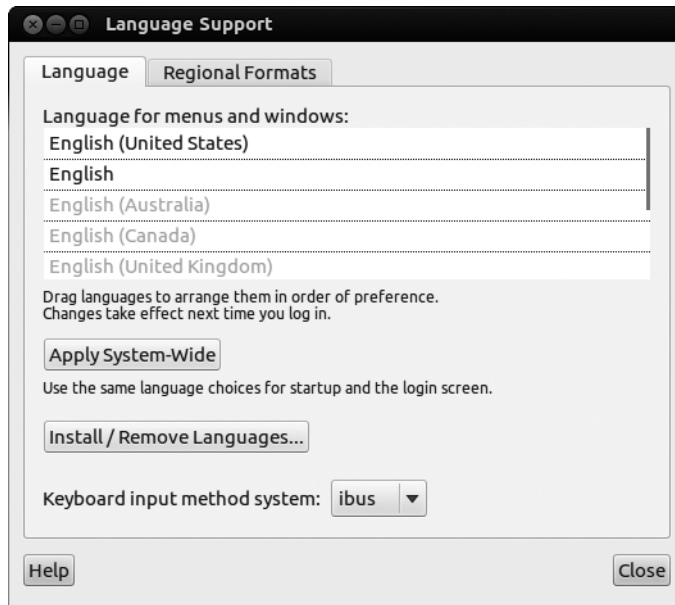 Language Support
Language
Regional Formats
Language for menus and windows:
English (United States)
English
English (Australia)
English (Canada)
English (United Kingdom)
Drag languages to arrange them in order of preference.
Changes take effect next time you log in.
Apply System-Wide
Use the same language choices for startup and the login screen.
Install / Remove Languages...
Keyboard input method system: ibus
Help
Close